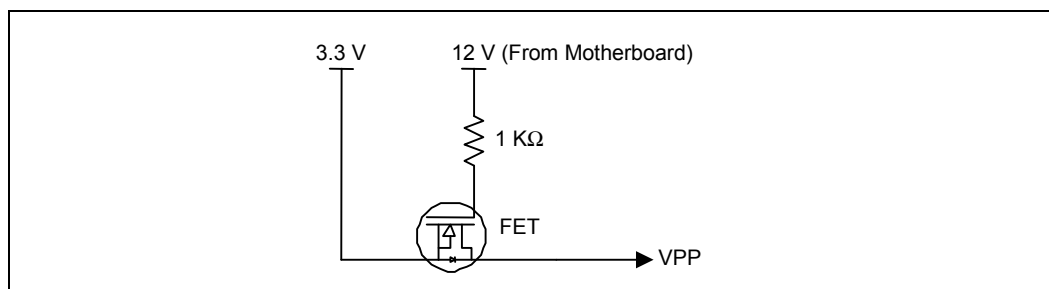 3.3 V
12 V (From Motherboard)
1 KΩ
FET
VPP